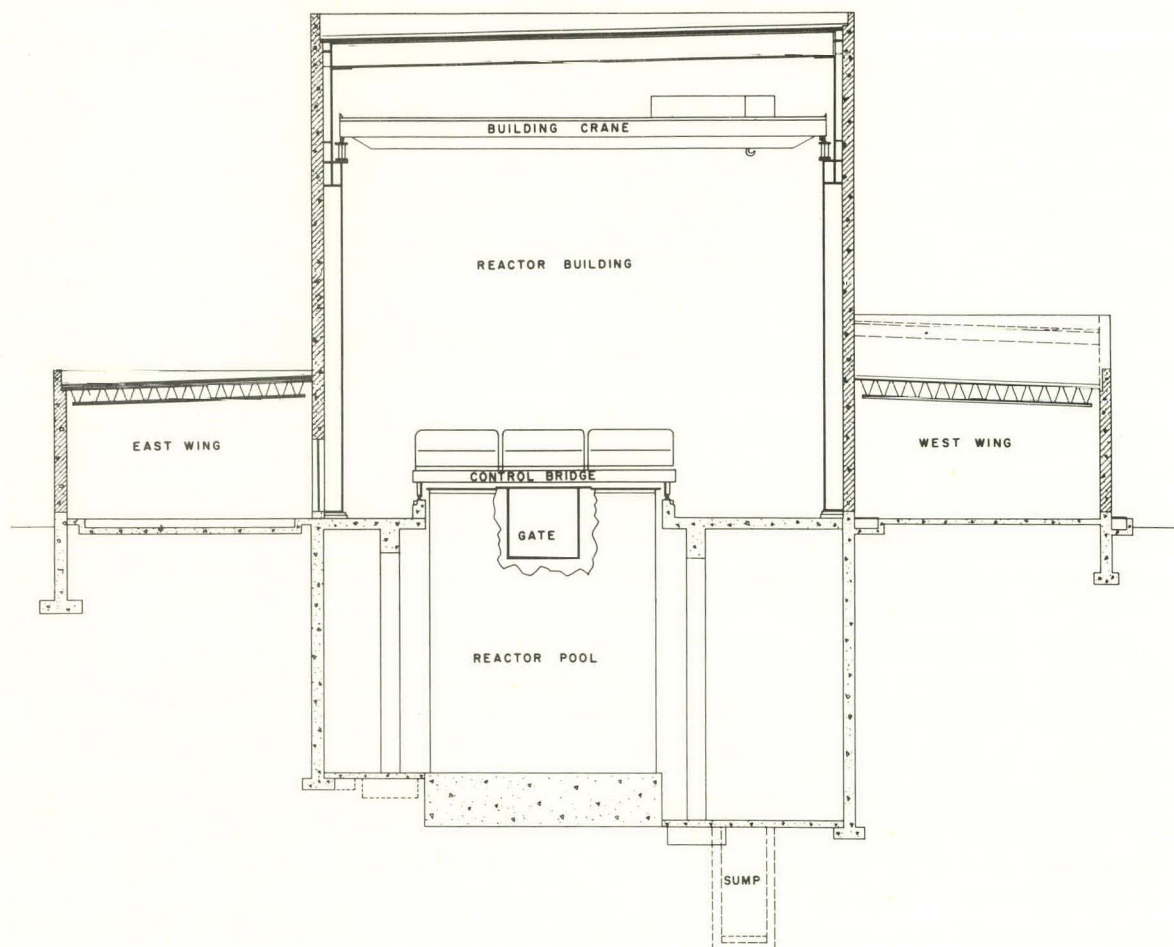 BUILDING CRANE
REACTOR BUILDING
EAST WING
WEST WING
CONTROL BRIDGE
GATE
REACTOR POOL
SUMP